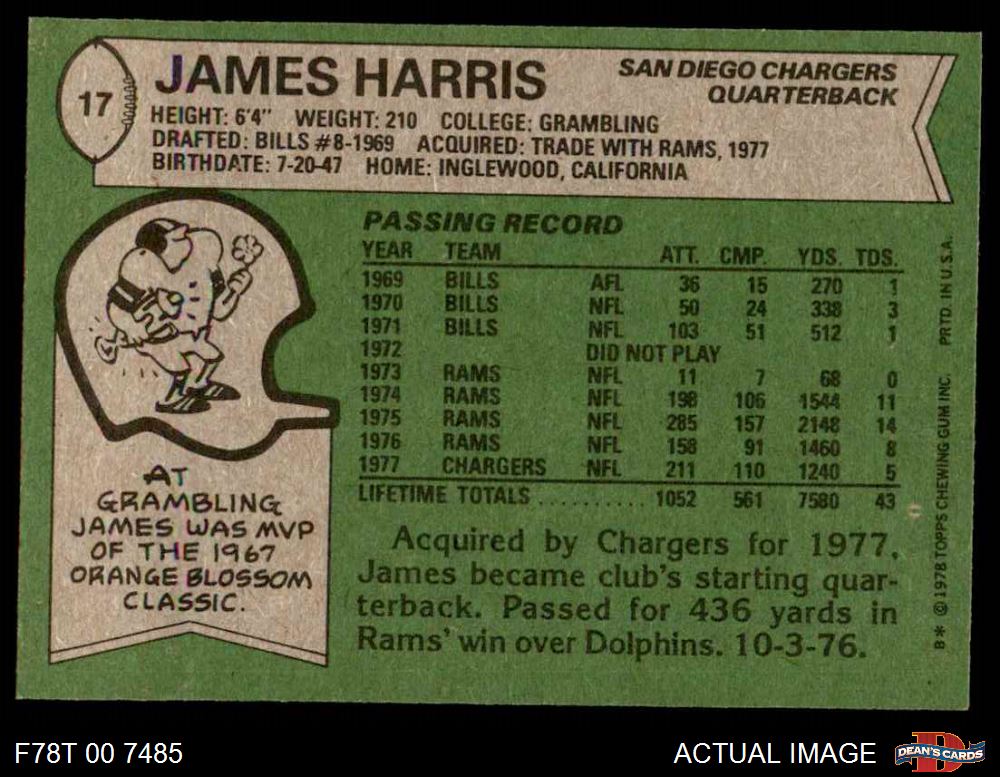 17
JAMES HARRIS
SAN DIEGO CHARGERS
QUARTERBACK
HEIGHT: 6'4" WEIGHT: 210 COLLEGE: GRAMBLING
DRAFTED: BILLS #8-1969 ACQUIRED: TRADE WITH RAMS, 1977
BIRTHDATE: 7-20-47 HOME: INGLEWOOD, CALIFORNIA
PASSING RECORD
YEAR TEAM ATT. CMP. YDS. TDS.
1969 BILLS AFL 36 15 270 1
1970 BILLS NFL 50 24 338 3
1971 BILLS NFL 103 51 512 1
1972 DID NOT PLAY
1973 RAMS NFL 11 7 68 0
1974 RAMS NFL 198 106 1544 11
1975 RAMS NFL 285 157 2148 14
1976 RAMS NFL 158 91 1460 8
1977 CHARGERS NFL 211 110 1240 5
LIFETIME TOTALS .......... 1052 561 7580 43
Acquired by Chargers for 1977,
James became club's starting quar-
terback. Passed for 436 yards in
Rams' win over Dolphins. 10-3-76.
AT
GRAMBLING
JAMES WAS MVP
OF THE 1967
ORANGE BLOSSOM
CLASSIC.
B* © 1978 TOPPS CHEWING GUM INC. PRTD. IN U.S.A.
F78T 00 7485
ACTUAL IMAGE
D
DEAN'S CARDS